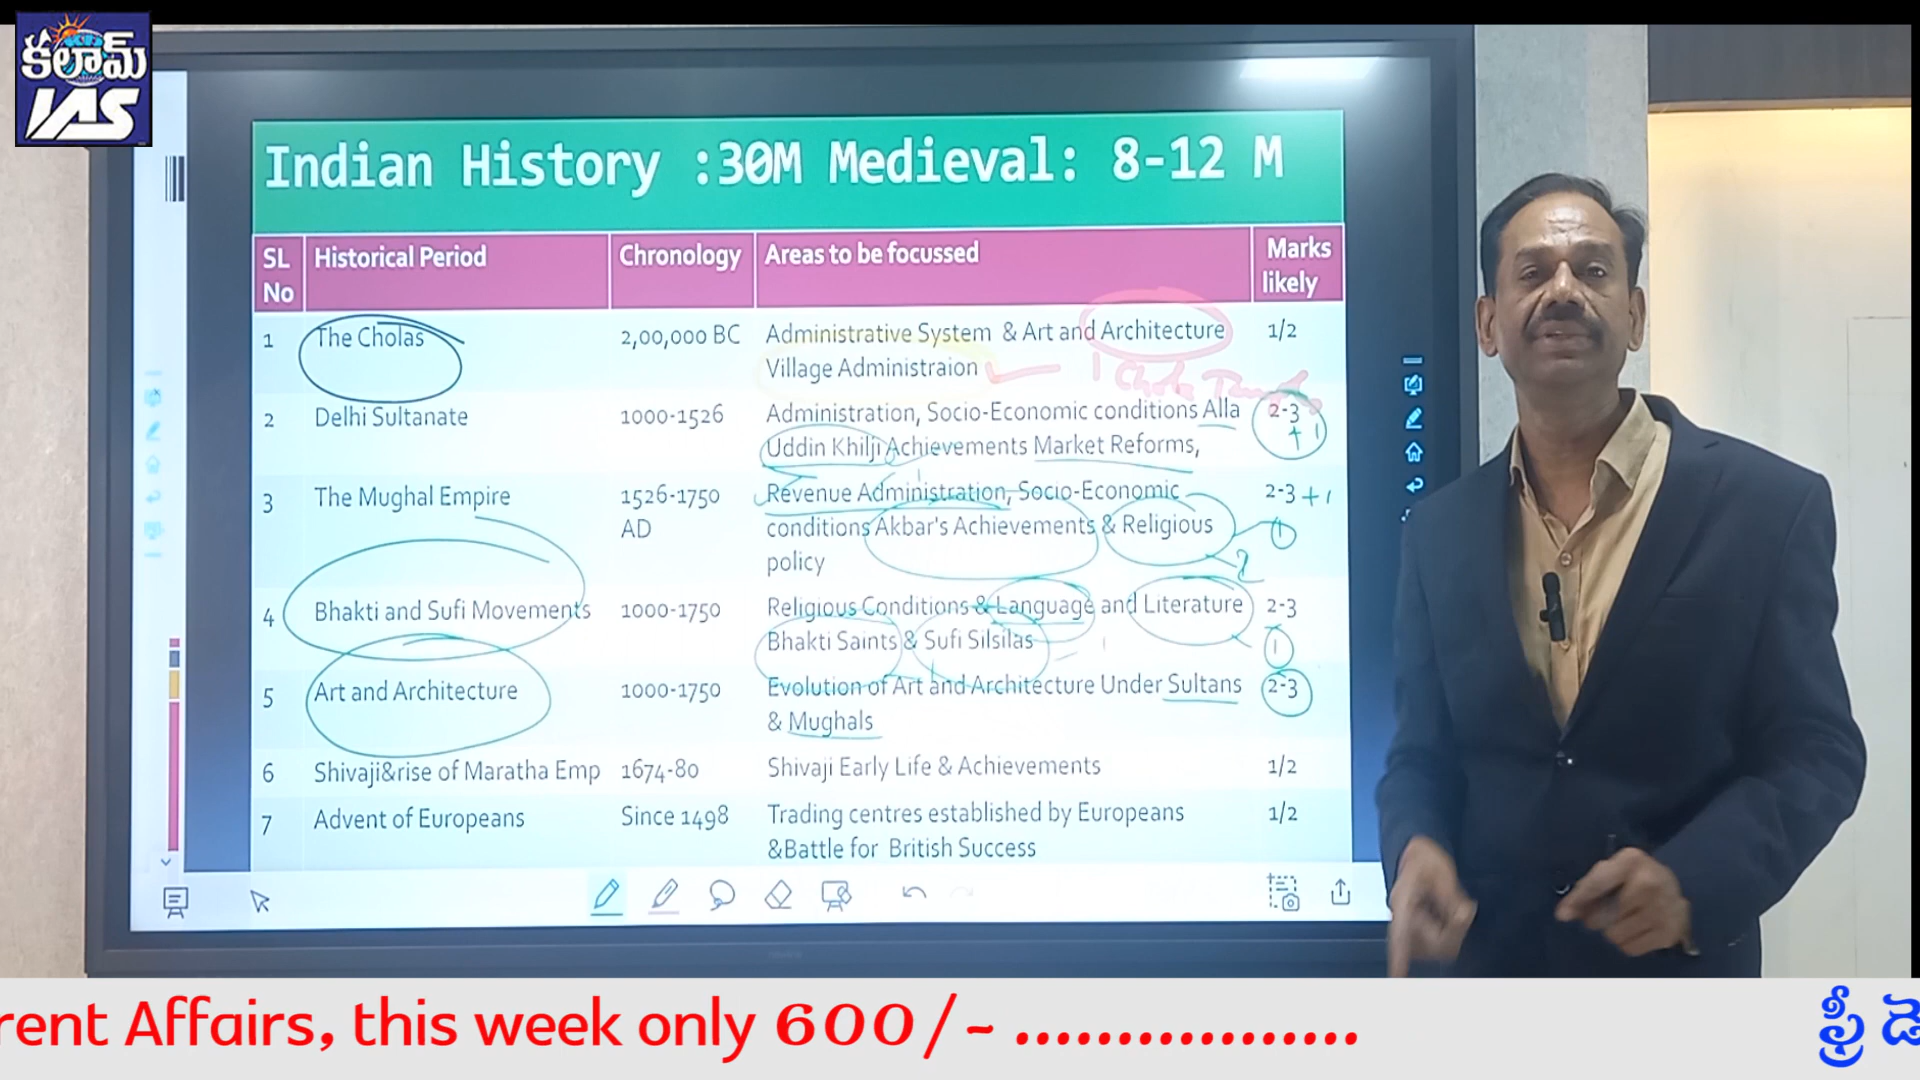 కలామ్
IAS
Indian History :30M Medieval: 8-12 M
SL No Historical Period Chronology Areas to be focussed Marks likely
1 The Cholas 2,00,000 BC Administrative System & Art and Architecture 1/2
Village Administraion
Chola
2 Delhi Sultanate 1000-1526 Administration, Socio-Economic conditions Alla 2-3
+1
Uddin Khilji Achievements Market Reforms,
3 The Mughal Empire 1526-1750 AD Revenue Administration, Socio-Economic 2-3 +1
conditions Akbar's Achievements & Religious 1
policy 2
4 Bhakti and Sufi Movements 1000-1750 Religious Conditions & Language and Literature 2-3
Bhakti Saints & Sufi Silsilas 1
5 Art and Architecture 1000-1750 Evolution of Art and Architecture Under Sultans 2-3
& Mughals
6 Shivaji&rise of Maratha Emp 1674-80 Shivaji Early Life & Achievements 1/2
7 Advent of Europeans Since 1498 Trading centres established by Europeans 1/2
&Battle for British Success
rent Affairs, this week only 600/- .................
ఫ్రీ డె